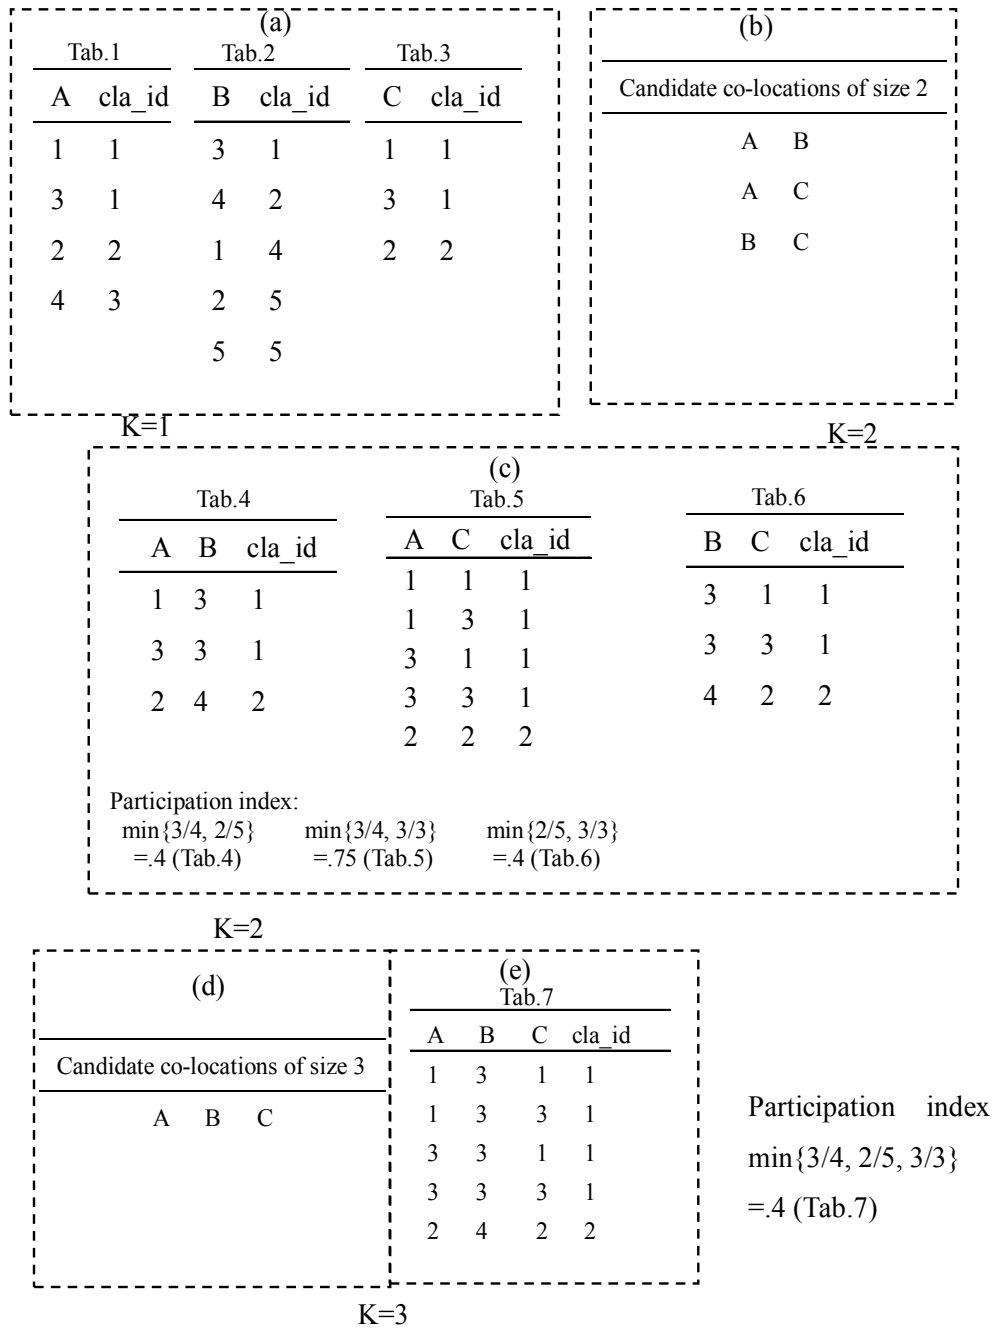 (a)
Tab.1 Tab.2 Tab.3
A cla_id B cla_id C cla_id
1 1 3 1 1 1
3 1 4 2 3 1
2 2 1 4 2 2
4 3 2 5
5 5
K=1
(b)
Candidate co-locations of size 2
A B
A C
B C
K=2
(c)
Tab.4
A B cla_id
1 3 1
3 3 1
2 4 2
Tab.5
A C cla_id
1 1 1
1 3 1
3 1 1
3 3 1
2 2 2
Tab.6
B C cla_id
3 1 1
3 3 1
4 2 2
Participation index:
min{3/4, 2/5} min{3/4, 3/3} min{2/5, 3/3}
=.4 (Tab.4) =.75 (Tab.5) =.4 (Tab.6)
K=2
(d)
Candidate co-locations of size 3
A B C
(e)
Tab.7
A B C cla_id
1 3 1 1
1 3 3 1
3 3 1 1
3 3 3 1
2 4 2 2
Participation index
min{3/4, 2/5, 3/3}
=.4 (Tab.7)
K=3